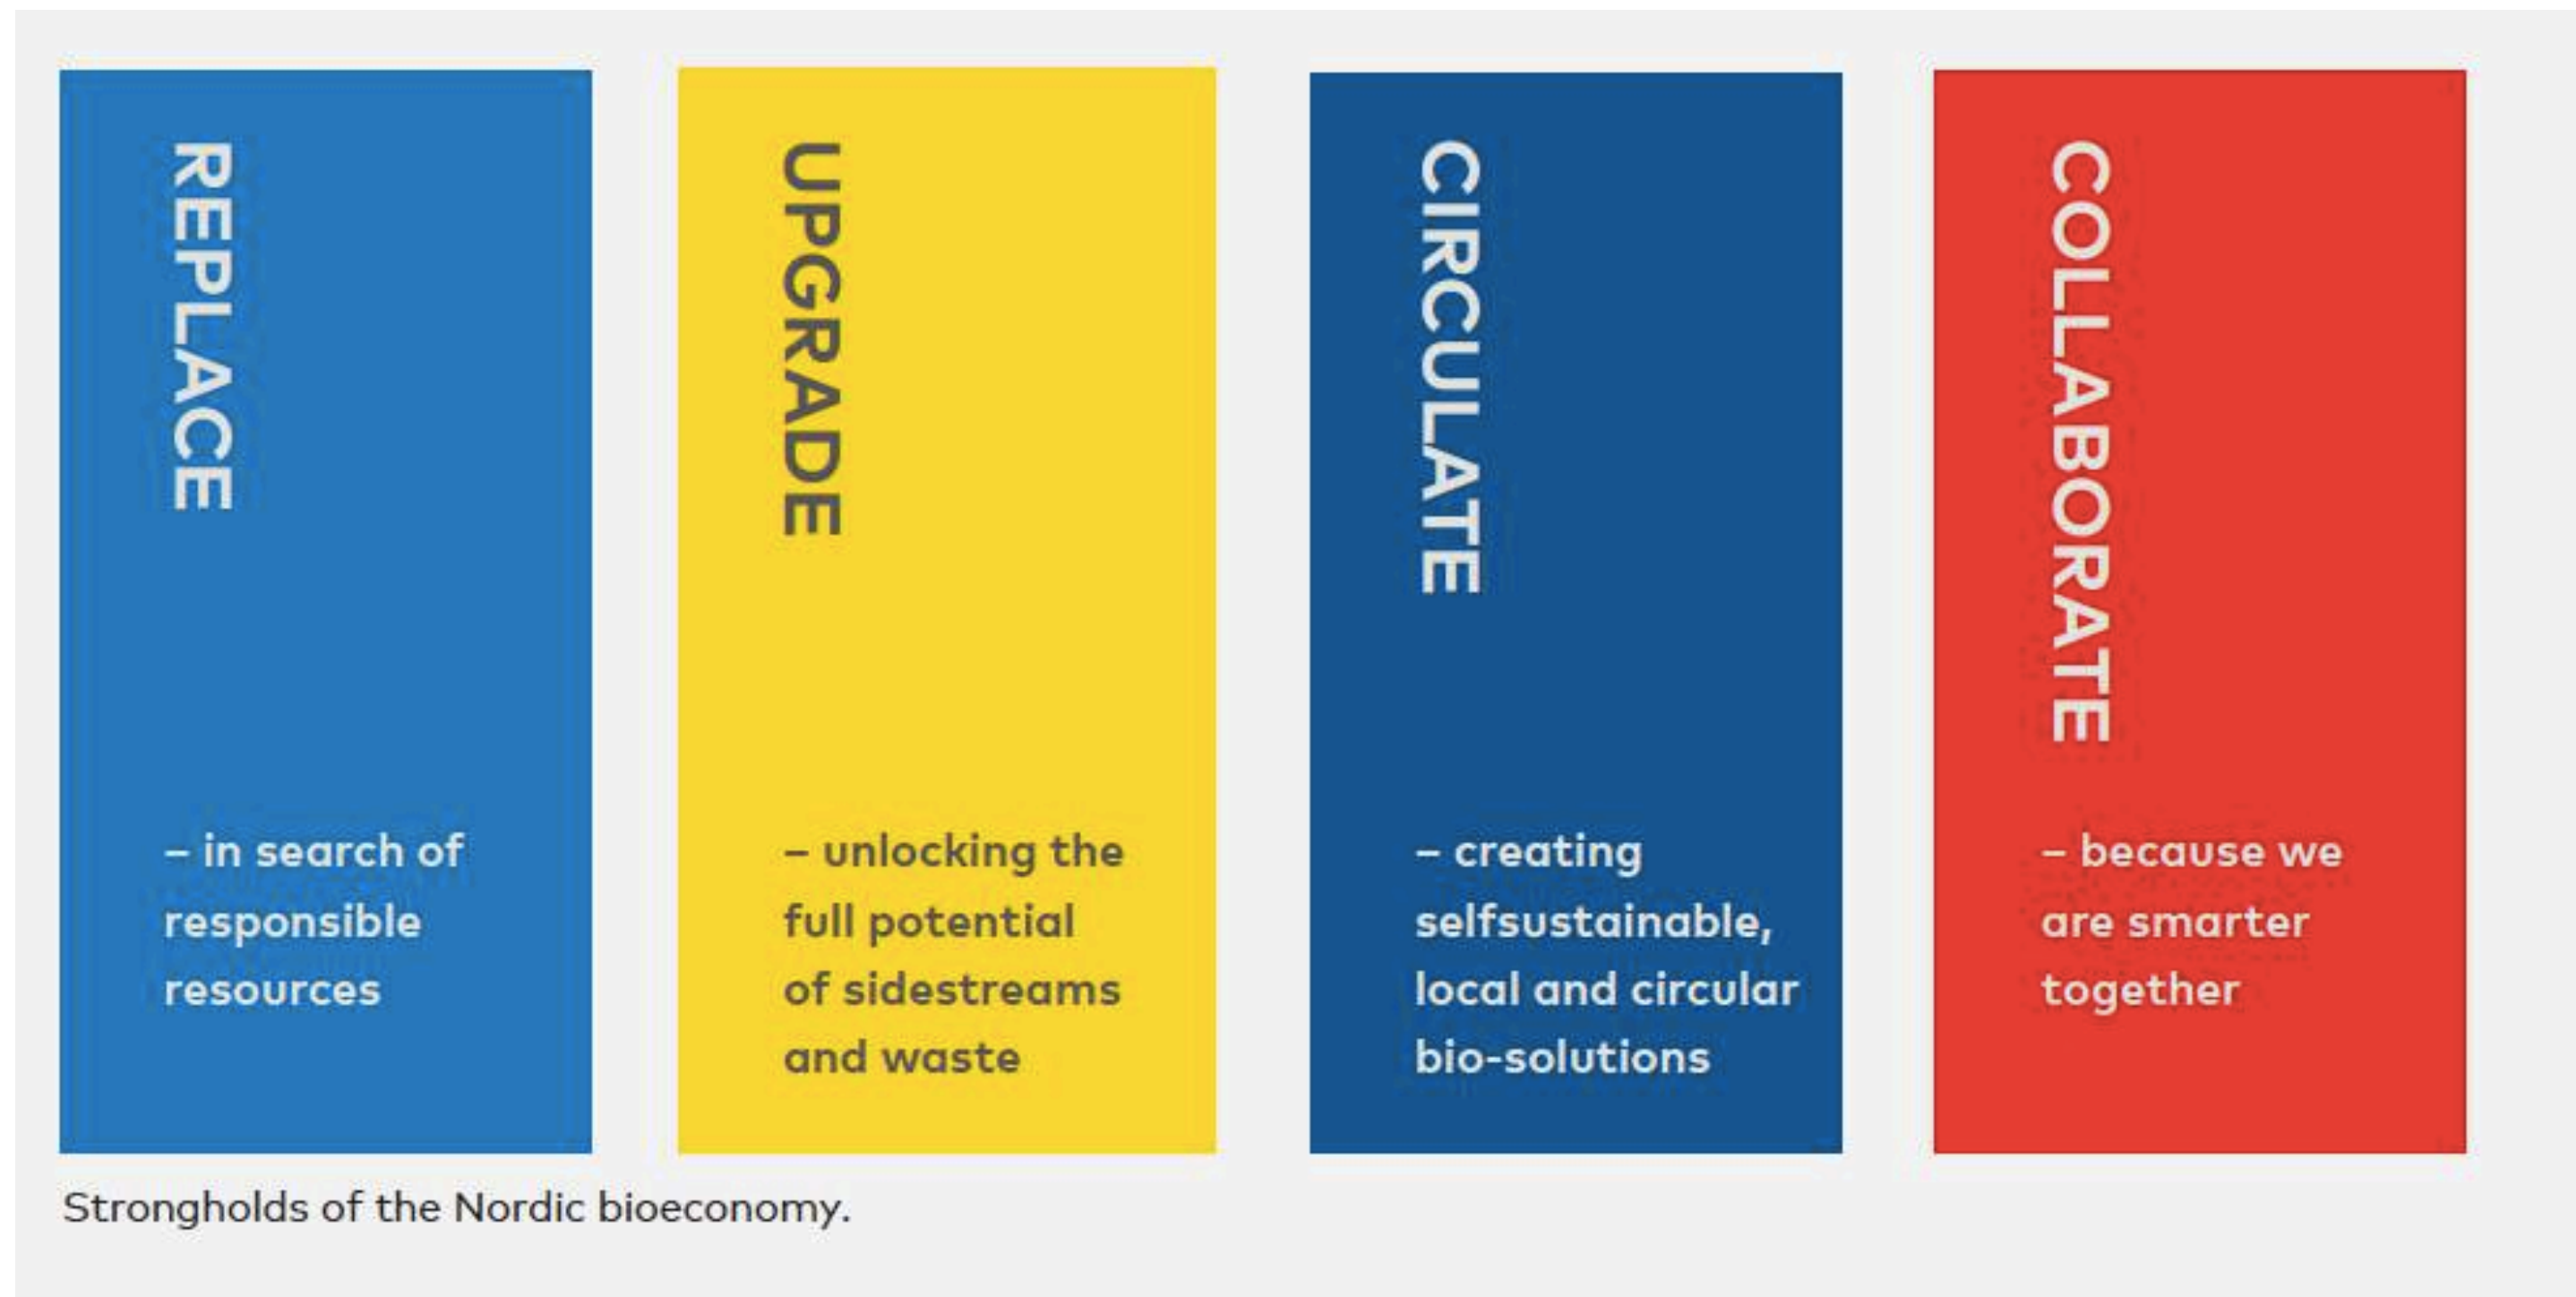 REPLACE
– in search of
responsible
resources
UPGRADE
– unlocking the
full potential
of sidestreams
and waste
CIRCULATE
– creating
selfsustainable,
local and circular
bio-solutions
COLLABORATE
– because we
are smarter
together
Strongholds of the Nordic bioeconomy.